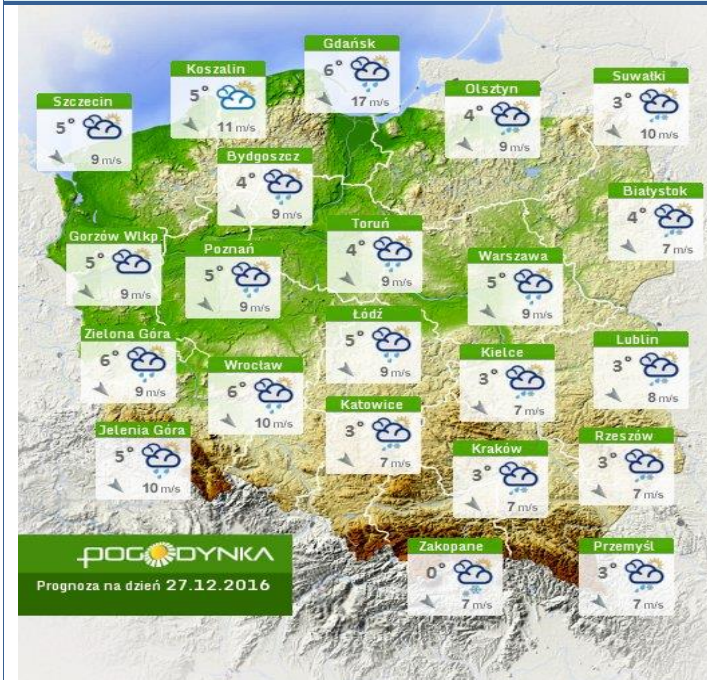 Gdańsk
6° 17 m/s
Koszalin
5° 11 m/s
Suwałki
3° 10 m/s
Olsztyn
4° 9 m/s
Szczecin
5° 9 m/s
Bydgoszcz
4° 9 m/s
Białystok
4° 7 m/s
Toruń
4° 9 m/s
Gorzów Wlkp
5° 9 m/s
Poznań
5° 9 m/s
Warszawa
5° 9 m/s
Łódź
5° 9 m/s
Zielona Góra
6° 9 m/s
Lublin
3° 8 m/s
Kielce
3° 7 m/s
Wrocław
6° 10 m/s
Katowice
3° 7 m/s
Jelenia Góra
5° 10 m/s
Rzeszów
3° 7 m/s
Kraków
3° 7 m/s
Zakopane
0° 7 m/s
Przemyśl
3° 7 m/s
POGODYNKA
Prognoza na dzień 27.12.2016